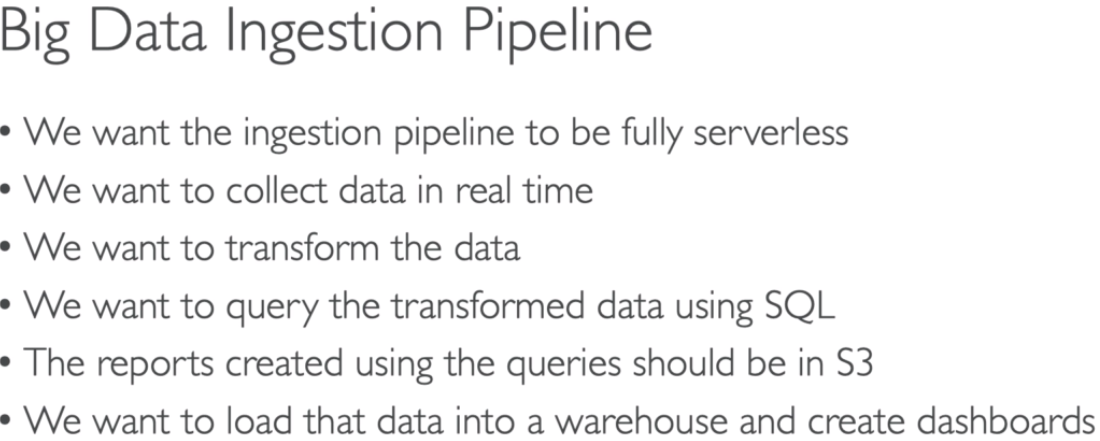 Big Data Ingestion Pipeline
• We want the ingestion pipeline to be fully serverless
• We want to collect data in real time
• We want to transform the data
• We want to query the transformed data using SQL
• The reports created using the queries should be in S3
• We want to load that data into a warehouse and create dashboards